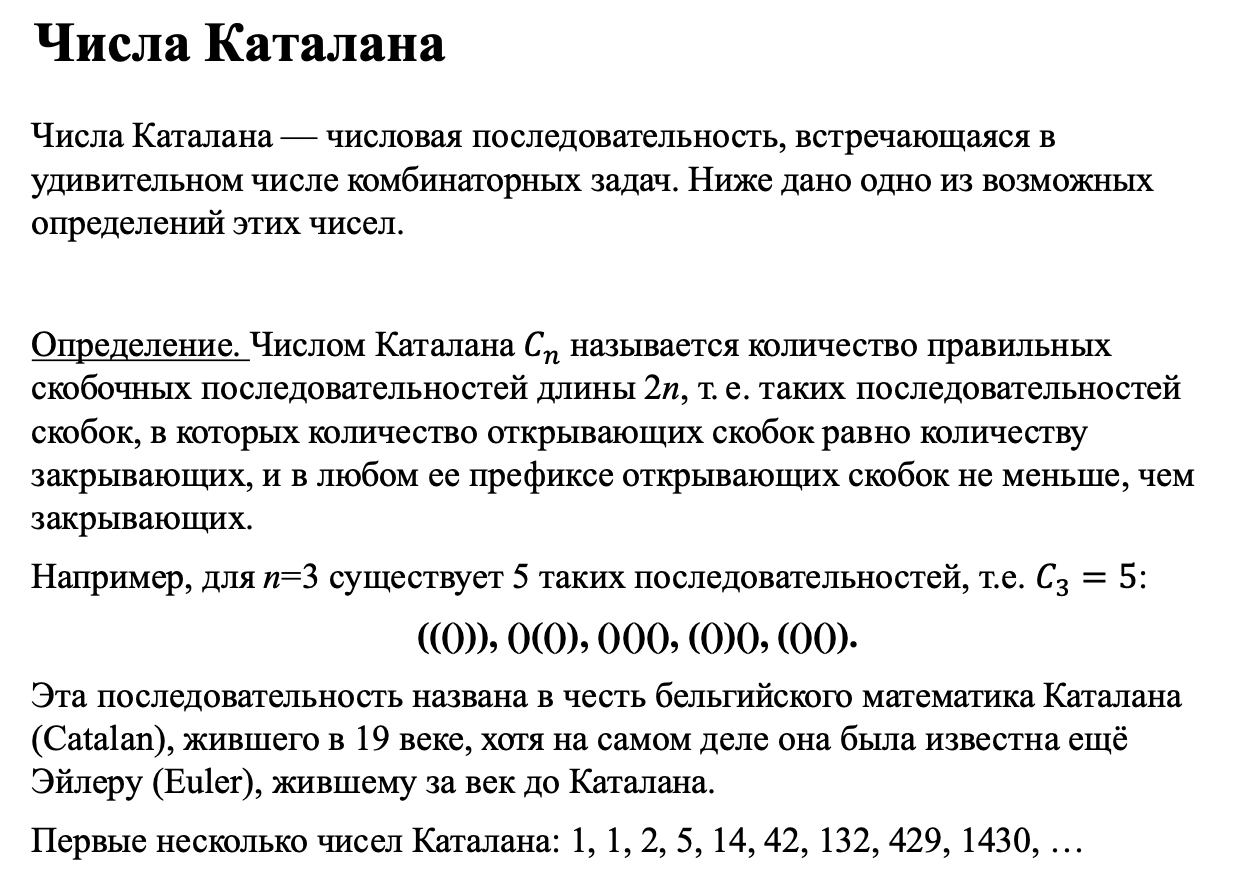 Числа Каталана
Числа Каталана — числовая последовательность, встречающаяся в
удивительном числе комбинаторных задач. Ниже дано одно из возможных
определений этих чисел.
Определение. Числом Каталана Cₙ называется количество правильных
скобочных последовательностей длины 2n, т. е. таких последовательностей
скобок, в которых количество открывающих скобок равно количеству
закрывающих, и в любом ее префиксе открывающих скобок не меньше, чем
закрывающих.
Например, для n=3 существует 5 таких последовательностей, т.е. C₃ = 5:
((())), ()(()), ()()(), (())(), (()()).
Эта последовательность названа в честь бельгийского математика Каталана
(Catalan), жившего в 19 веке, хотя на самом деле она была известна ещё
Эйлеру (Euler), жившему за век до Каталана.
Первые несколько чисел Каталана: 1, 1, 2, 5, 14, 42, 132, 429, 1430, …